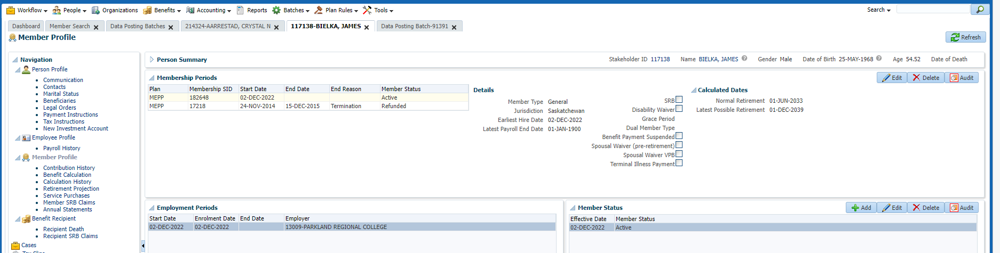 Workflow People Organizations Benefits Accounting Reports Batches Plan Rules Tools Search
Dashboard Member Search Data Posting Batches 214324-AARRESTAD, CRYSTAL N 117138-BIELKA, JAMES Data Posting Batch-91391
Member Profile Refresh
Navigation
Person Profile
Communication
Contacts
Marital Status
Beneficiaries
Legal Orders
Payment Instructions
Tax Instructions
New Investment Account
Employee Profile
Payroll History
Member Profile
Contribution History
Benefit Calculation
Calculation History
Retirement Projection
Service Purchases
Member SRB Claims
Annual Statements
Benefit Recipient
Recipient Death
Recipient SRB Claims
Cases
Person Summary Stakeholder ID 117138 Name BIELKA, JAMES Gender Male Date of Birth 25-MAY-1968 Age 54.52 Date of Death
Membership Periods Edit Delete Audit
Plan Membership SID Start Date End Date End Reason Member Status
MEPP 182648 02-DEC-2022 Active
MEPP 17218 24-NOV-2014 15-DEC-2015 Termination Refunded
Details
Member Type General
Jurisdiction Saskatchewan
Earliest Hire Date 02-DEC-2022
Latest Payroll End Date 01-JAN-1900
SRB
Disability Waiver
Grace Period
Dual Member Type
Benefit Payment Suspended
Spousal Waiver (pre-retirement)
Spousal Waiver VPB
Terminal Illness Payment
Calculated Dates
Normal Retirement 01-JUN-2033
Latest Possible Retirement 01-DEC-2039
Employment Periods
Start Date Enrolment Date End Date Employer
02-DEC-2022 02-DEC-2022 13009-PARKLAND REGIONAL COLLEGE
Member Status Add Edit Delete Audit
Effective Date Member Status
02-DEC-2022 Active